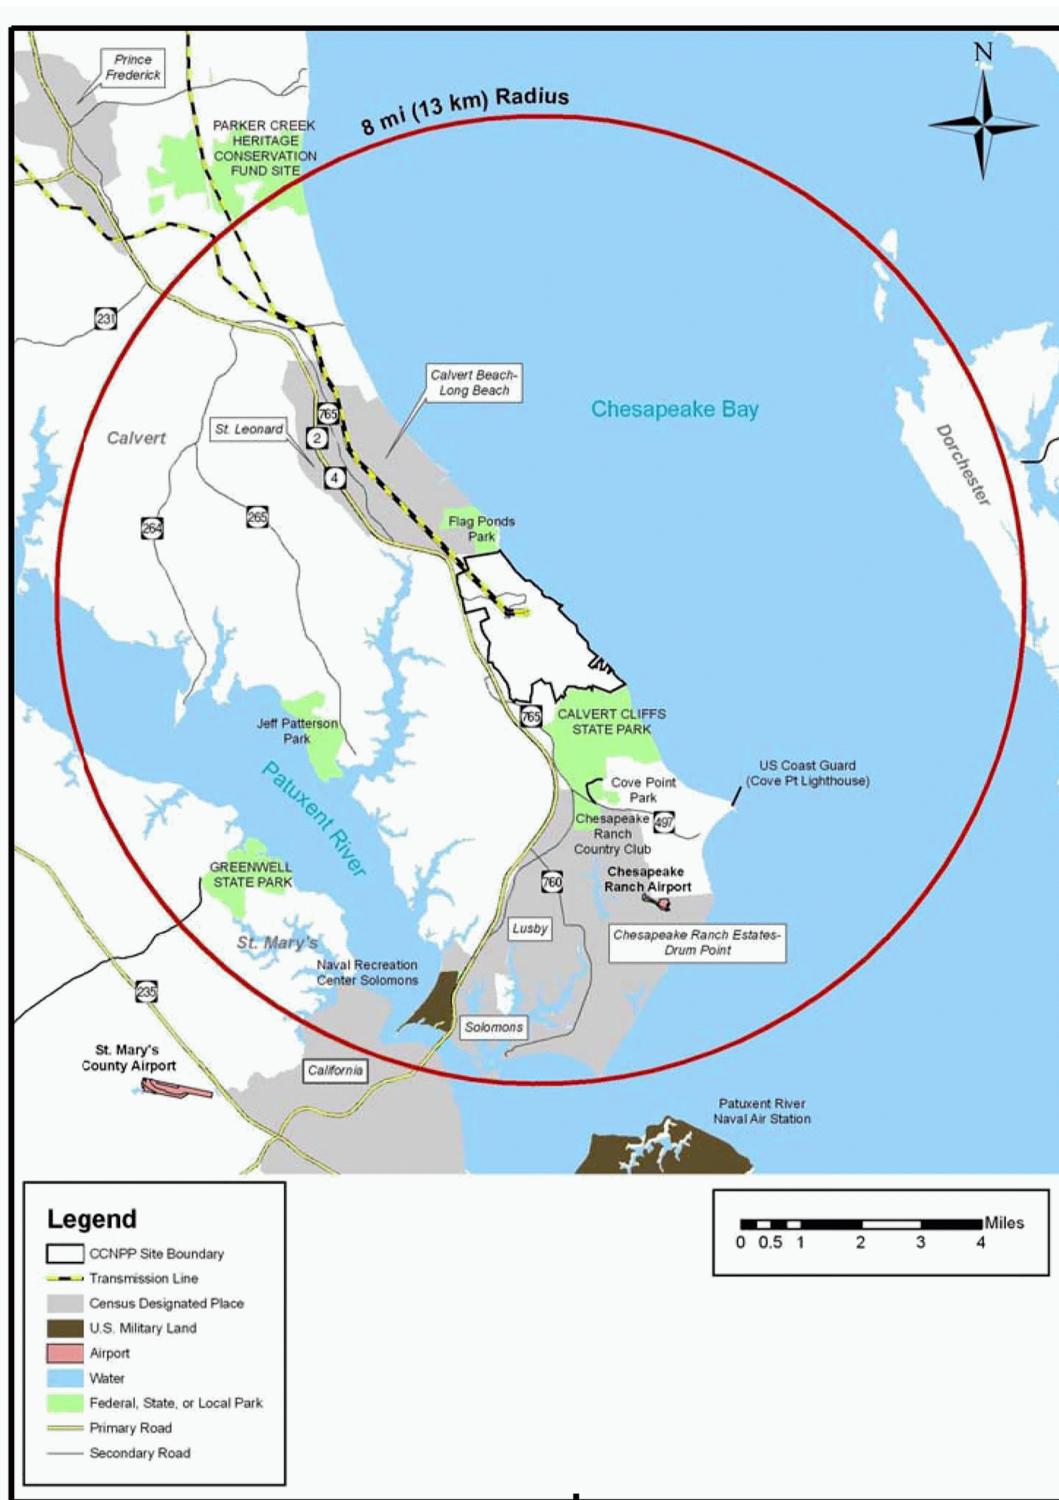 Prince
Frederick
N
8 mi (13 km) Radius
PARKER CREEK
HERITAGE
CONSERVATION
FUND SITE
231
Calvert Beach-
Long Beach
Chesapeake Bay
765
2
St. Leonard
Calvert
4
Dorchester
264
265
Flag Ponds
Park
Jeff Patterson
Park
765
CALVERT CLIFFS
STATE PARK
US Coast Guard
(Cove Pt Lighthouse)
Cove Point
Park
Patuxent River
497
Chesapeake
Ranch
Country Club
GREENWELL
STATE PARK
760
Chesapeake
Ranch Airport
Lusby
Chesapeake Ranch Estates-
Drum Point
St. Mary's
Naval Recreation
Center Solomons
235
Solomons
St. Mary's
County Airport
California
Patuxent River
Naval Air Station
Legend
CCNPP Site Boundary
Transmission Line
Census Designated Place
U.S. Military Land
Airport
Water
Federal, State, or Local Park
Primary Road
Secondary Road
Miles
0 0.5 1 2 3 4